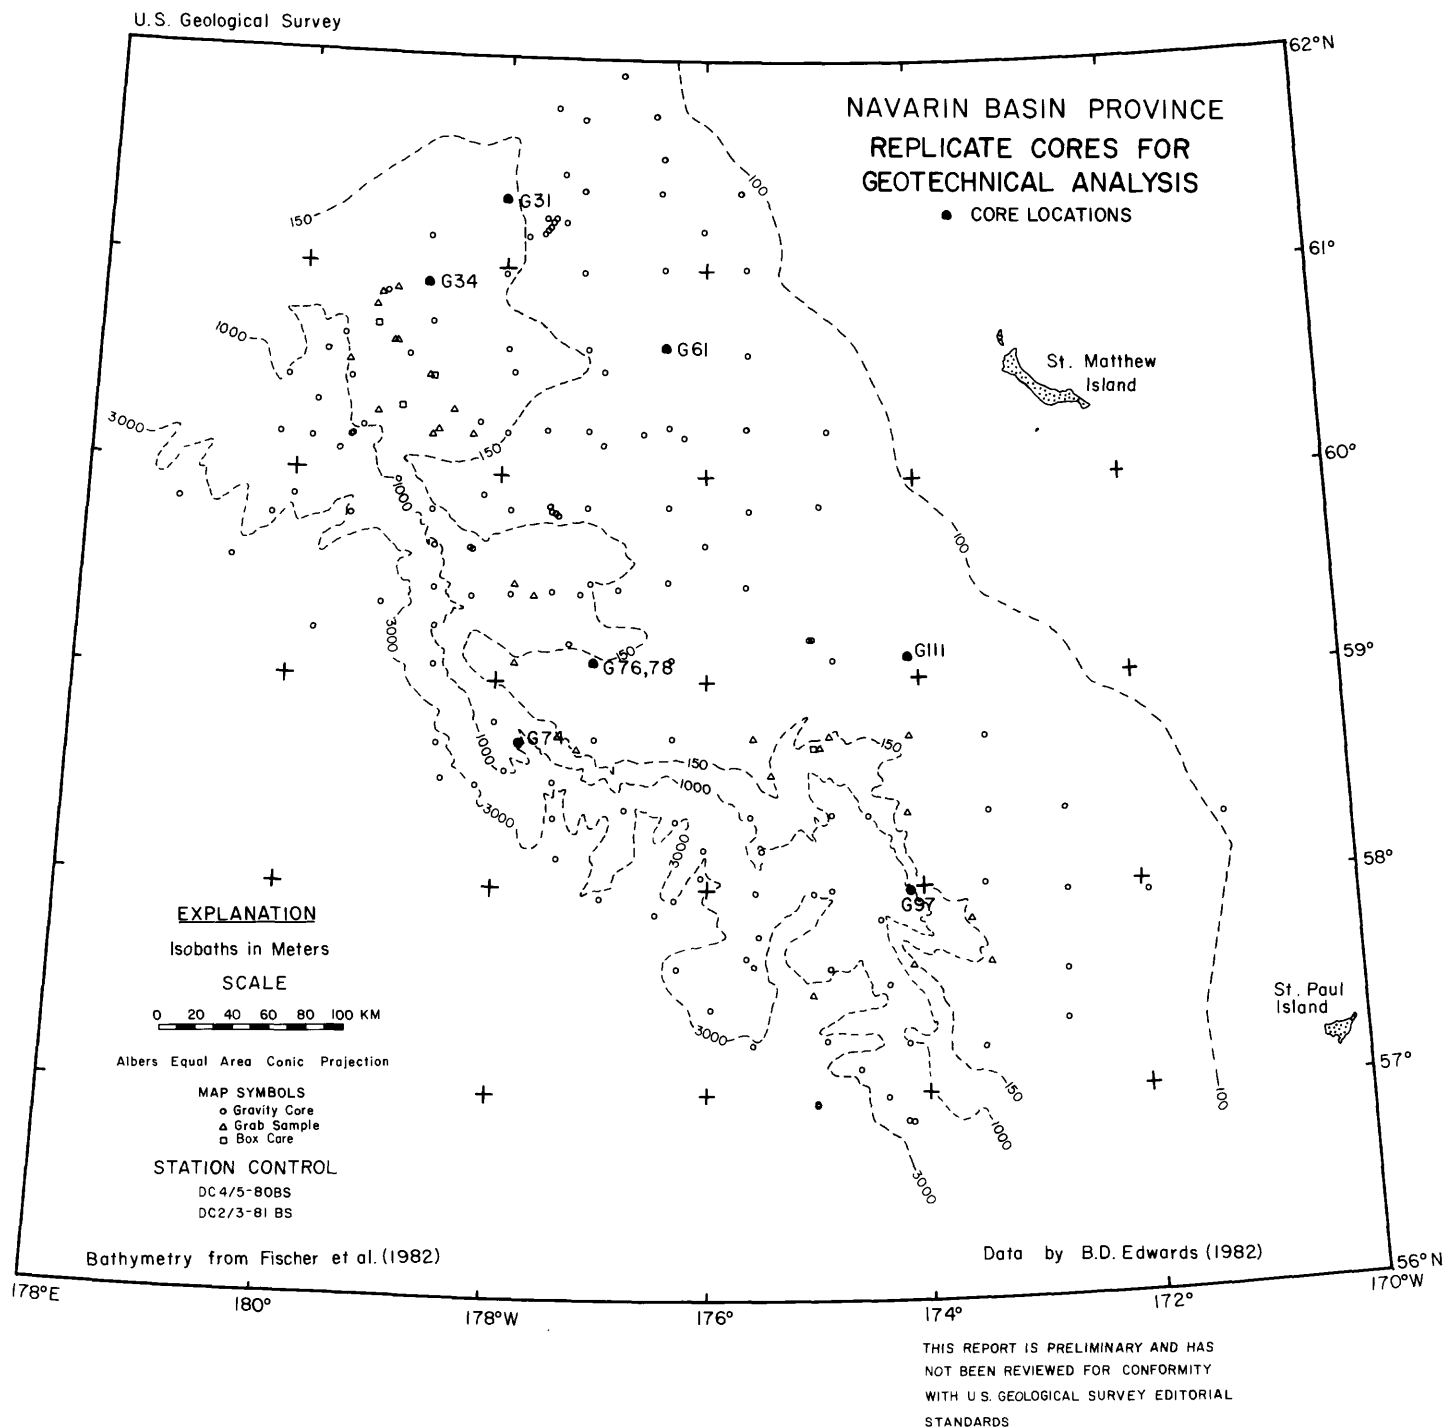 U.S. Geological Survey
62°N
NAVARIN BASIN PROVINCE
REPLICATE CORES FOR
GEOTECHNICAL ANALYSIS
● CORE LOCATIONS
100
150
G31
61°
G34
1000
G61
St. Matthew
Island
3000
150
60°
1000
100
3000
150
G76,78
G111
59°
G74
1000
150
150
1000
3000
3000
58°
G97
EXPLANATION
Isobaths in Meters
SCALE
0 20 40 60 80 100 KM
Albers Equal Area Conic Projection
MAP SYMBOLS
Gravity Core
Grab Sample
Box Care
STATION CONTROL
DC4/5-80BS
DC2/3-81 BS
St. Paul
Island
3000
57°
150
100
1000
3000
Bathymetry from Fischer et al. (1982)
Data by B.D. Edwards (1982)
56°N
178°E
180°
178°W
176°
174°
172°
170°W
THIS REPORT IS PRELIMINARY AND HAS
NOT BEEN REVIEWED FOR CONFORMITY
WITH U.S. GEOLOGICAL SURVEY EDITORIAL
STANDARDS